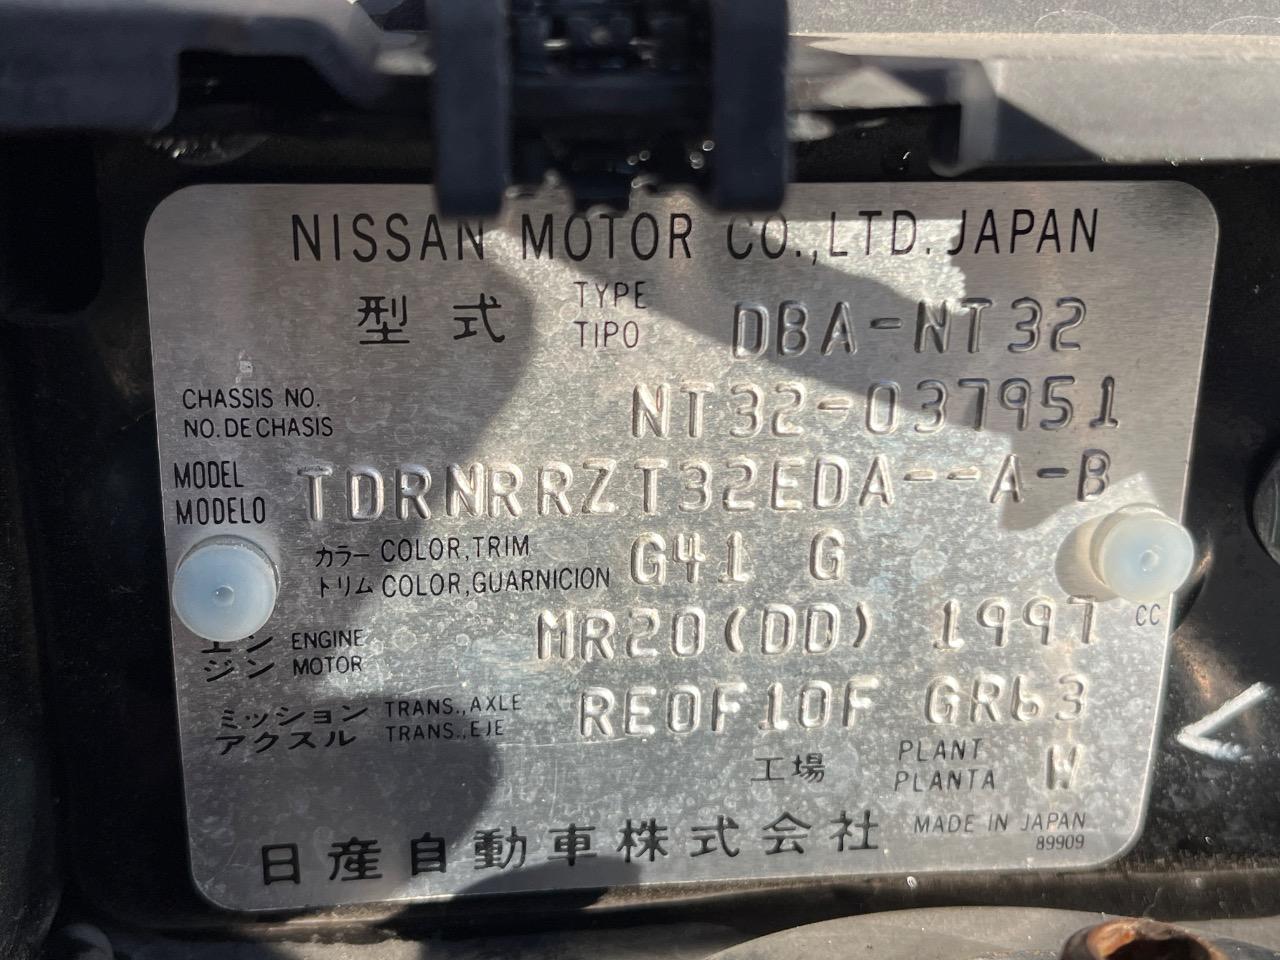 NISSAN MOTOR CO.,LTD. JAPAN
型式 TYPE TIPO DBA-NT32
CHASSIS NO.
NO. DE CHASIS
NT32-037951
MODEL
MODELO
TDRNRRZT32EDA--A-B
カラー COLOR,TRIM
トリム COLOR,GUARNICION
G41 G
エン ENGINE
ジン MOTOR
MR20(DD) 1997 CC
ミッション TRANS.,AXLE
アクスル TRANS.,EJE
RE0F10F GR63
工場 PLANT PLANTA W
日産自動車株式会社
MADE IN JAPAN
89909